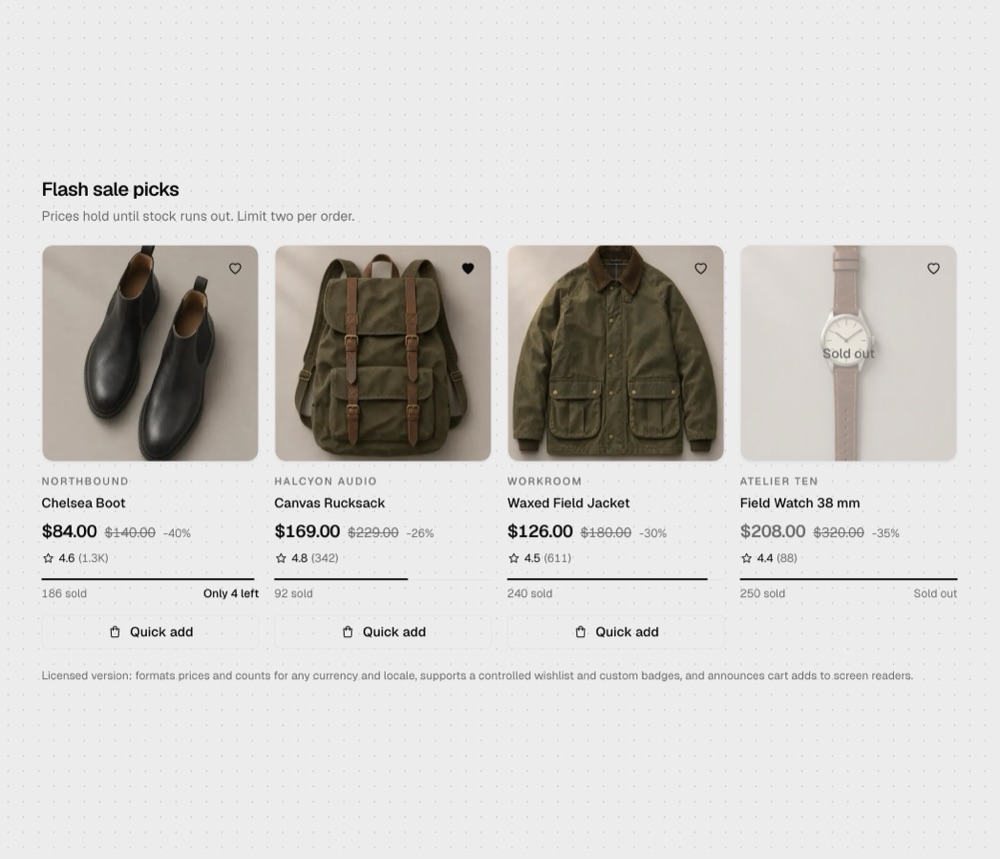 Flash sale picks
Prices hold until stock runs out. Limit two per order.
Sold out
NORTHBOUND
Chelsea Boot
$84.00 $140.00 -40%
4.6 (1.3K)
186 sold Only 4 left
Quick add
HALCYON AUDIO
Canvas Rucksack
$169.00 $229.00 -26%
4.8 (342)
92 sold
Quick add
WORKROOM
Waxed Field Jacket
$126.00 $180.00 -30%
4.5 (611)
240 sold
Quick add
ATELIER TEN
Field Watch 38 mm
$208.00 $320.00 -35%
4.4 (88)
250 sold Sold out
Licensed version: formats prices and counts for any currency and locale, supports a controlled wishlist and custom badges, and announces cart adds to screen readers.